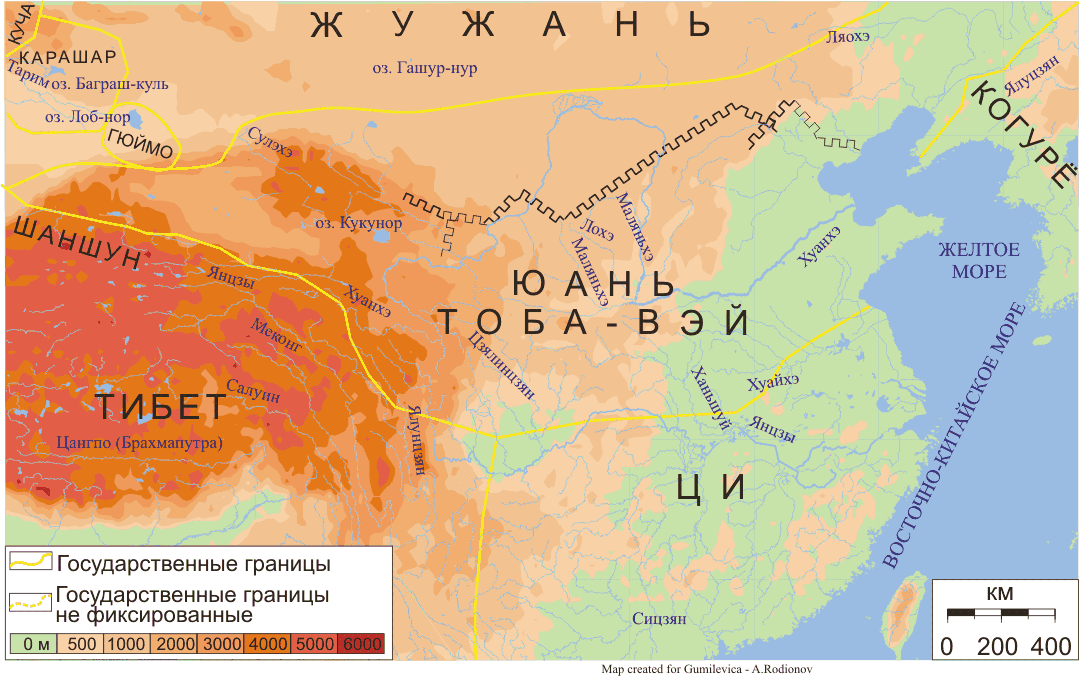 ЖУЖАНЬ
КУЧА
КАРАШАР
Тарим
оз. Баграш-куль
оз. Лоб-нор
ГЮЙМО
оз. Гашур-нур
Ляохэ
Ялуцзян
КОГУРЁ
Сулэхэ
оз. Кукунор
ШАНШУН
Янцзы
Хуанхэ
Меконг
Салуин
ТИБЕТ
Цангпо (Брахмапутра)
Лохэ
Маляньхэ
Маляньхэ
Хуанхэ
ЖЕЛТОЕ
МОРЕ
ЮАНЬ
ТОБА-ВЭЙ
Цзялинцзян
Ялунцзян
Ханьшуй
Хуайхэ
Янцзы
ВОСТОЧНО-КИТАЙСКОЕ МОРЕ
ЦИ
Сицзян
Государственные границы
Государственные границы
не фиксированные
0 м 500 1000 2000 3000 4000 5000 6000
КМ
0 200 400
Map created for Gumilevica - A.Rodionov